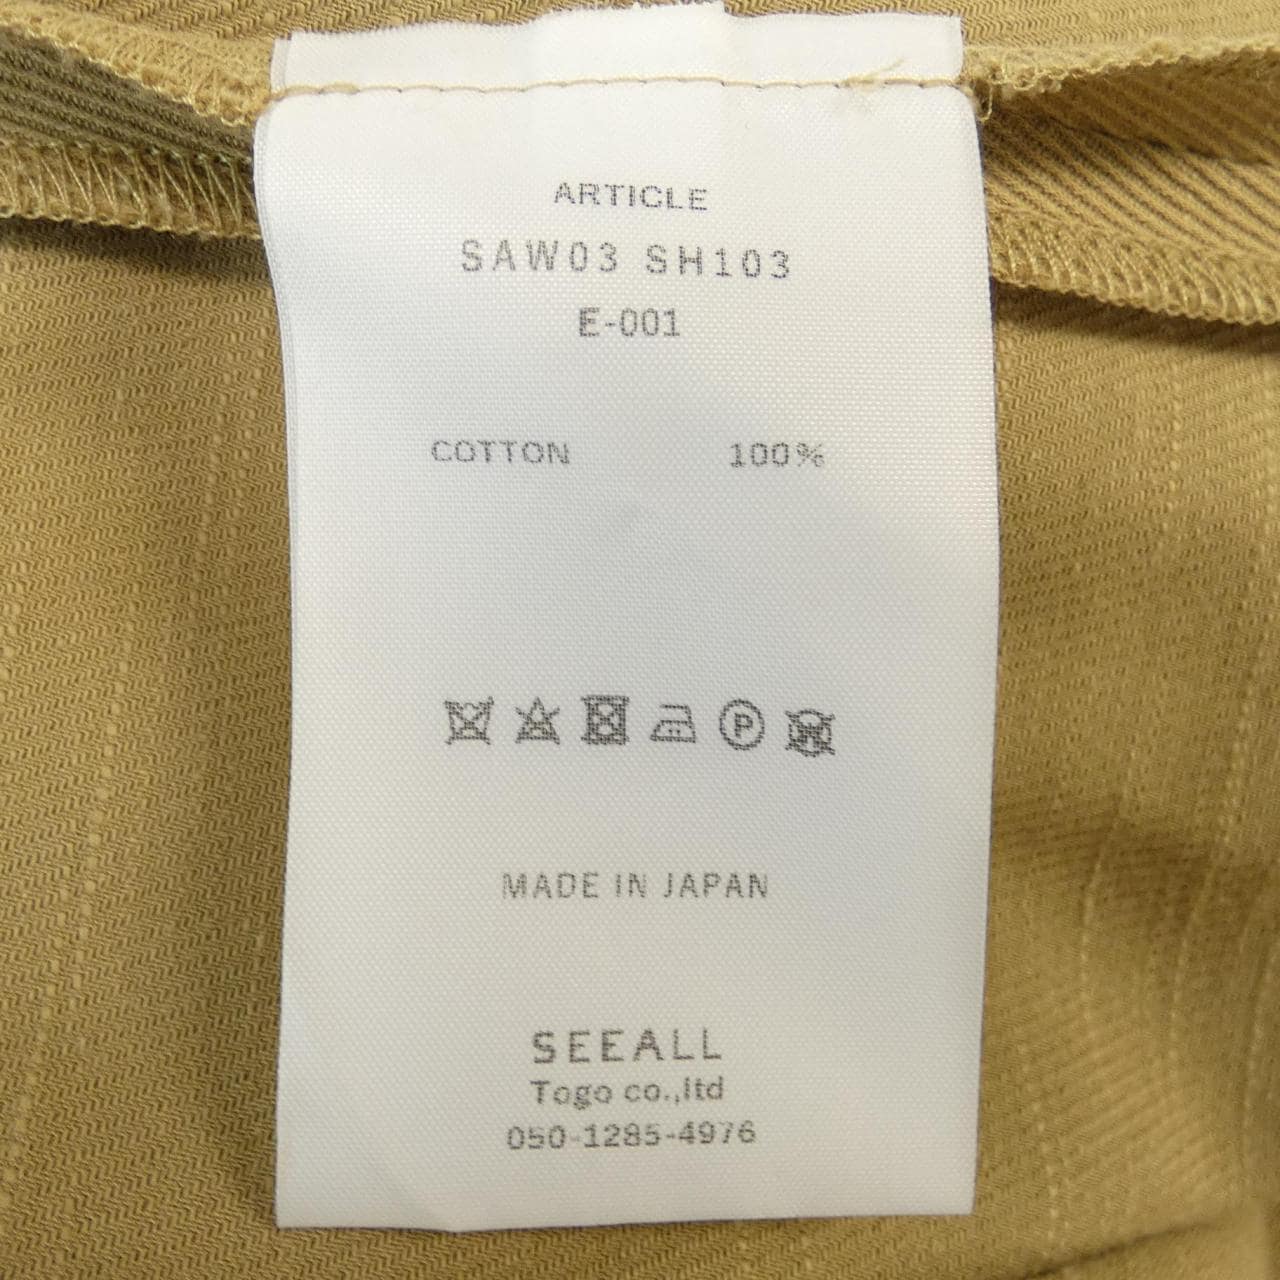 ARTICLE
SAW03 SH103
E-001
COTTON 100%
P
MADE IN JAPAN
SEEALL
Togo co.,ltd
050-1285-4976